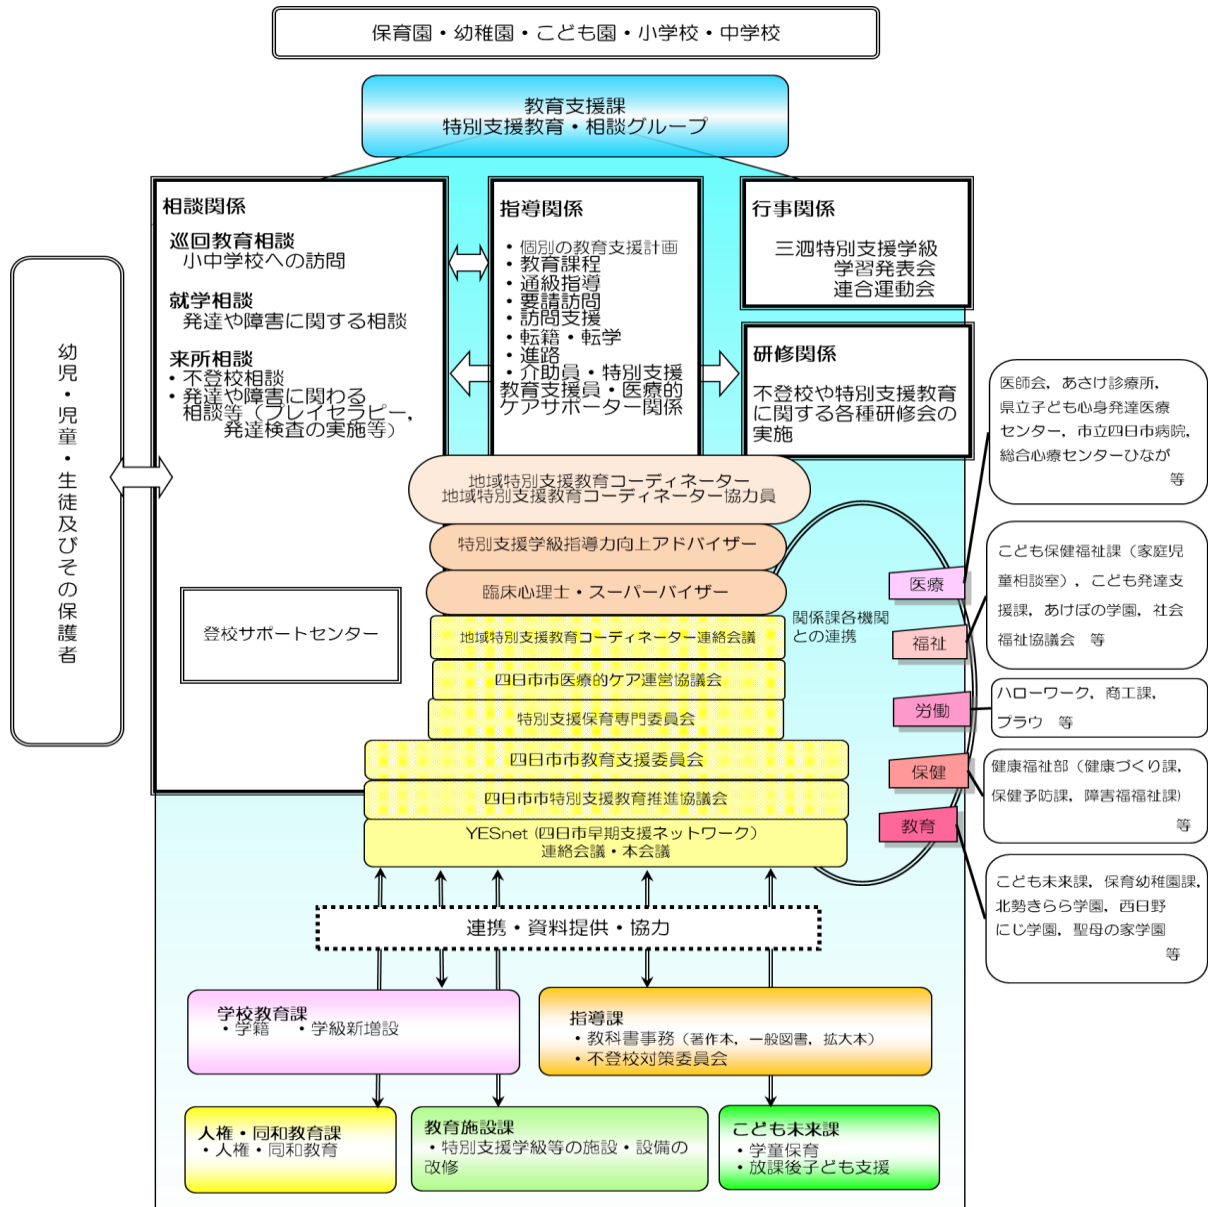 保育園・幼稚園・こども園・小学校・中学校
教育支援課
特別支援教育・相談グループ
相談関係
巡回教育相談
小中学校への訪問
就学相談
発達や障害に関する相談
来所相談
・不登校相談
・発達や障害に関わる
相談等（プレイセラピー，
発達検査の実施等）
指導関係
・個別の教育支援計画
・教育課程
・通級指導
・要請訪問
・訪問支援
・転籍・転学
・進路
・介助員・特別支援
教育支援員・医療的
ケアサポーター関係
行事関係
三泗特別支援学級
学習発表会
連合運動会
研修関係
不登校や特別支援教育
に関する各種研修会の
実施
幼児・児童・生徒及びその保護者
登校サポートセンター
地域特別支援教育コーディネーター
地域特別支援教育コーディネーター協力員
特別支援学級指導力向上アドバイザー
臨床心理士・スーパーバイザー
地域特別支援教育コーディネーター連絡会議
四日市市医療的ケア運営協議会
特別支援保育専門委員会
四日市市教育支援委員会
四日市市特別支援教育推進協議会
YESnet（四日市早期支援ネットワーク）
連絡会議・本会議
関係課各機関
との連携
医療
福祉
労働
保健
教育
医師会，あさけ診療所，
県立子ども心身発達医療
センター，市立四日市病院，
総合心療センターひなが
等
こども保健福祉課（家庭児
童相談室），こども発達支
援課，あけぼの学園，社会
福祉協議会　等
ハローワーク，商工課，
プラウ　等
健康福祉部（健康づくり課，
保健予防課，障害福福祉課）
等
こども未来課，保育幼稚園課，
北勢きらら学園，西日野
にじ学園，聖母の家学園
等
連携・資料提供・協力
学校教育課
・学籍　・学級新増設
指導課
・教科書事務（著作本，一般図書，拡大本）
・不登校対策委員会
人権・同和教育課
・人権・同和教育
教育施設課
・特別支援学級等の施設・設備の
改修
こども未来課
・学童保育
・放課後子ども支援